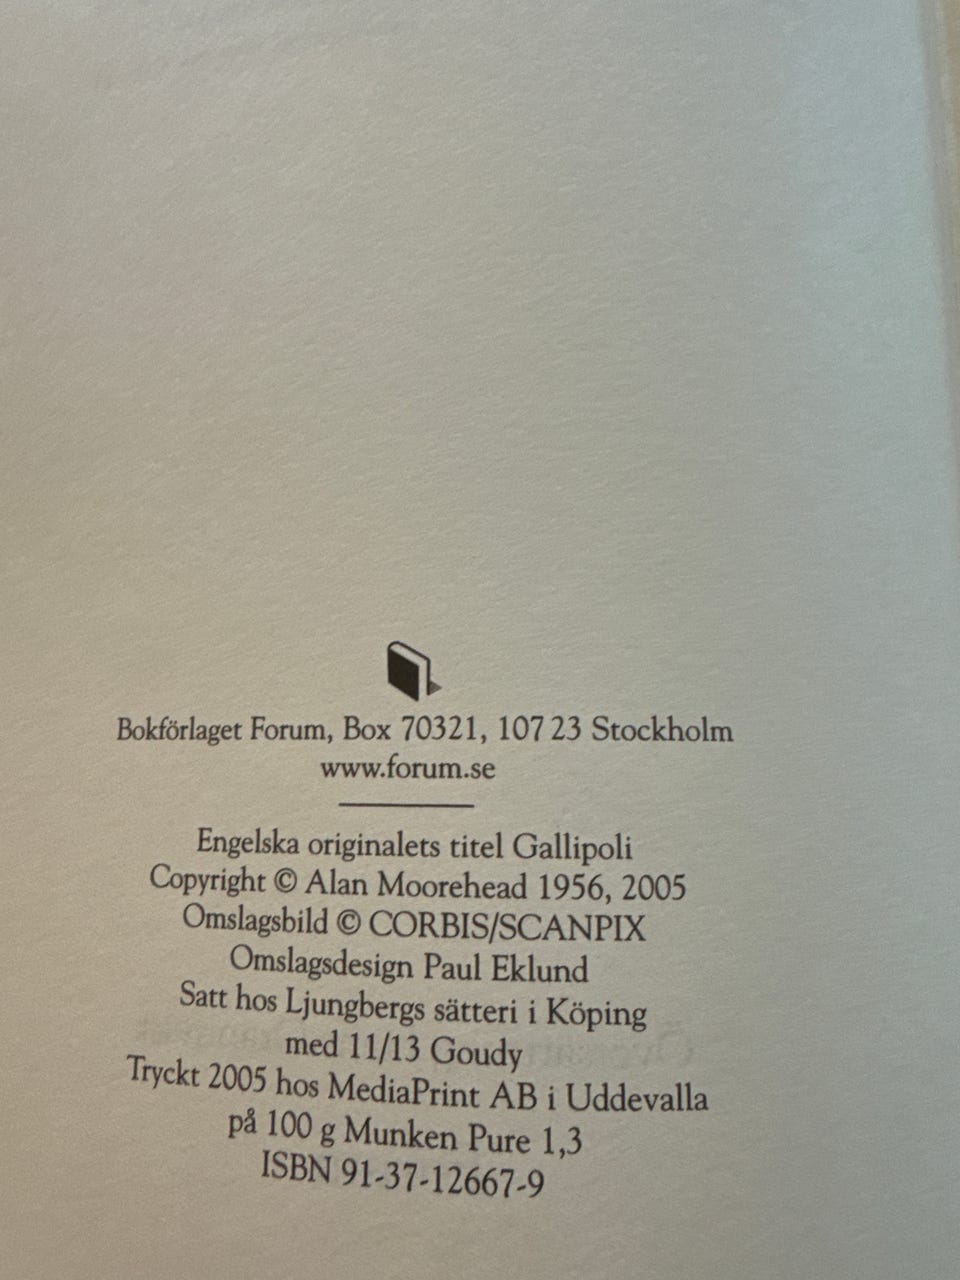 Bokförlaget Forum, Box 70321, 107 23 Stockholm
www.forum.se
Engelska originalets titel Gallipoli
Copyright © Alan Moorehead 1956, 2005
Omslagsbild © CORBIS/SCANPIX
Omslagsdesign Paul Eklund
Satt hos Ljungbergs sätteri i Köping
med 11/13 Goudy
Tryckt 2005 hos MediaPrint AB i Uddevalla
på 100 g Munken Pure 1,3
ISBN 91-37-12667-9